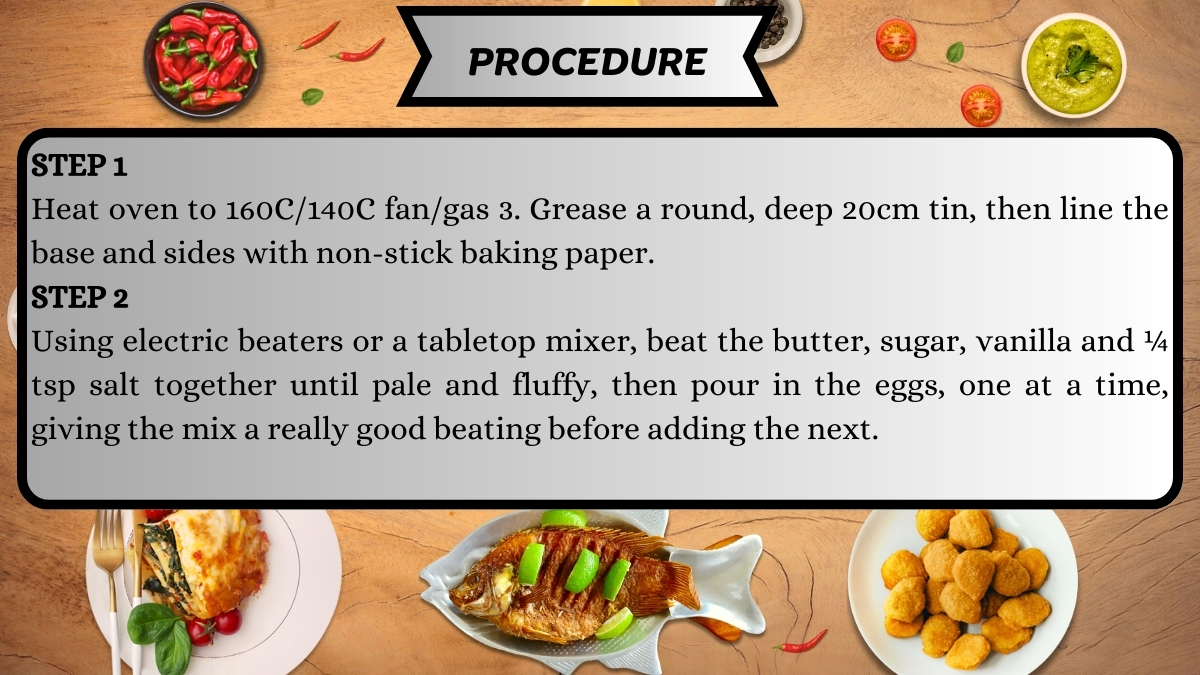 PROCEDURE
STEP 1
Heat oven to 160C/140C fan/gas 3. Grease a round, deep 20cm tin, then line the
base and sides with non-stick baking paper.
STEP 2
Using electric beaters or a tabletop mixer, beat the butter, sugar, vanilla and ¼
tsp salt together until pale and fluffy, then pour in the eggs, one at a time,
giving the mix a really good beating before adding the next.